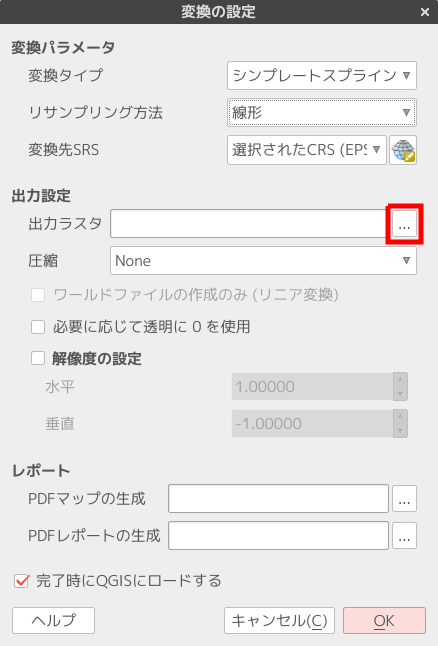 変換の設定
変換パラメータ
変換タイプ シンプレートスプライン
リサンプリング方法 線形
変換先SRS 選択されたCRS (EPS
出力設定
出力ラスタ ...
圧縮 None
ワールドファイルの作成のみ (リニア変換)
必要に応じて透明に 0 を使用
解像度の設定
水平 1.00000
垂直 -1.00000
レポート
PDFマップの生成 ...
PDFレポートの生成 ...
完了時にQGISにロードする
ヘルプ キャンセル(C) OK